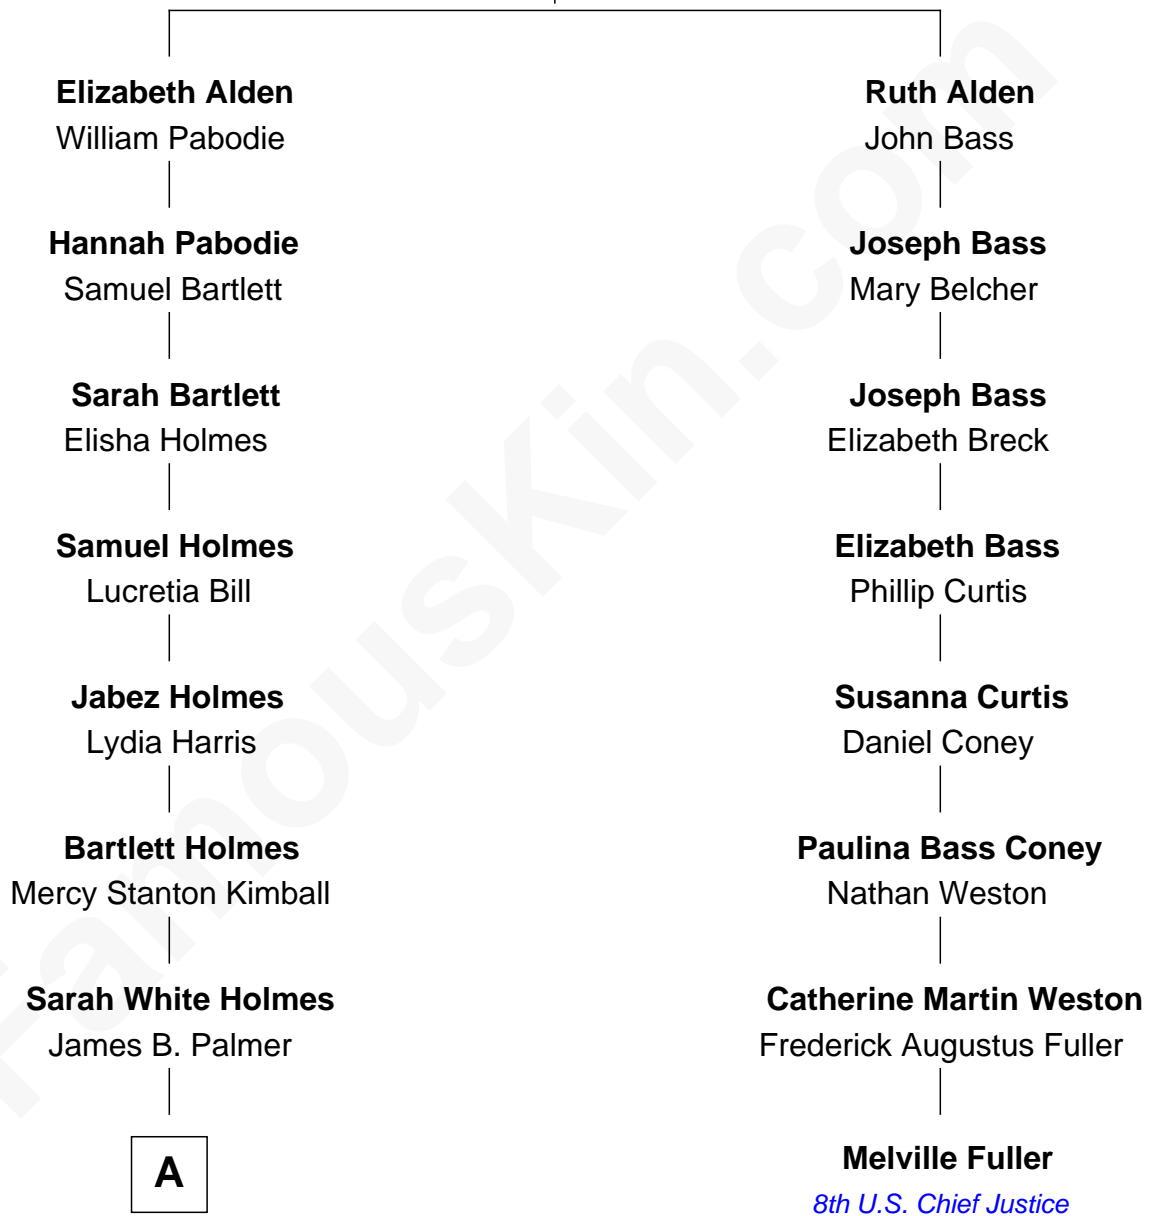 Elizabeth Alden
William Pabodie
Ruth Alden
John Bass
Hannah Pabodie
Samuel Bartlett
Joseph Bass
Mary Belcher
Sarah Bartlett
Elisha Holmes
Joseph Bass
Elizabeth Breck
Samuel Holmes
Lucretia Bill
Elizabeth Bass
Phillip Curtis
Jabez Holmes
Lydia Harris
Susanna Curtis
Daniel Coney
Bartlett Holmes
Mercy Stanton Kimball
Paulina Bass Coney
Nathan Weston
Sarah White Holmes
James B. Palmer
Catherine Martin Weston
Frederick Augustus Fuller
A
Melville Fuller
8th U.S. Chief Justice
FamousKin.com